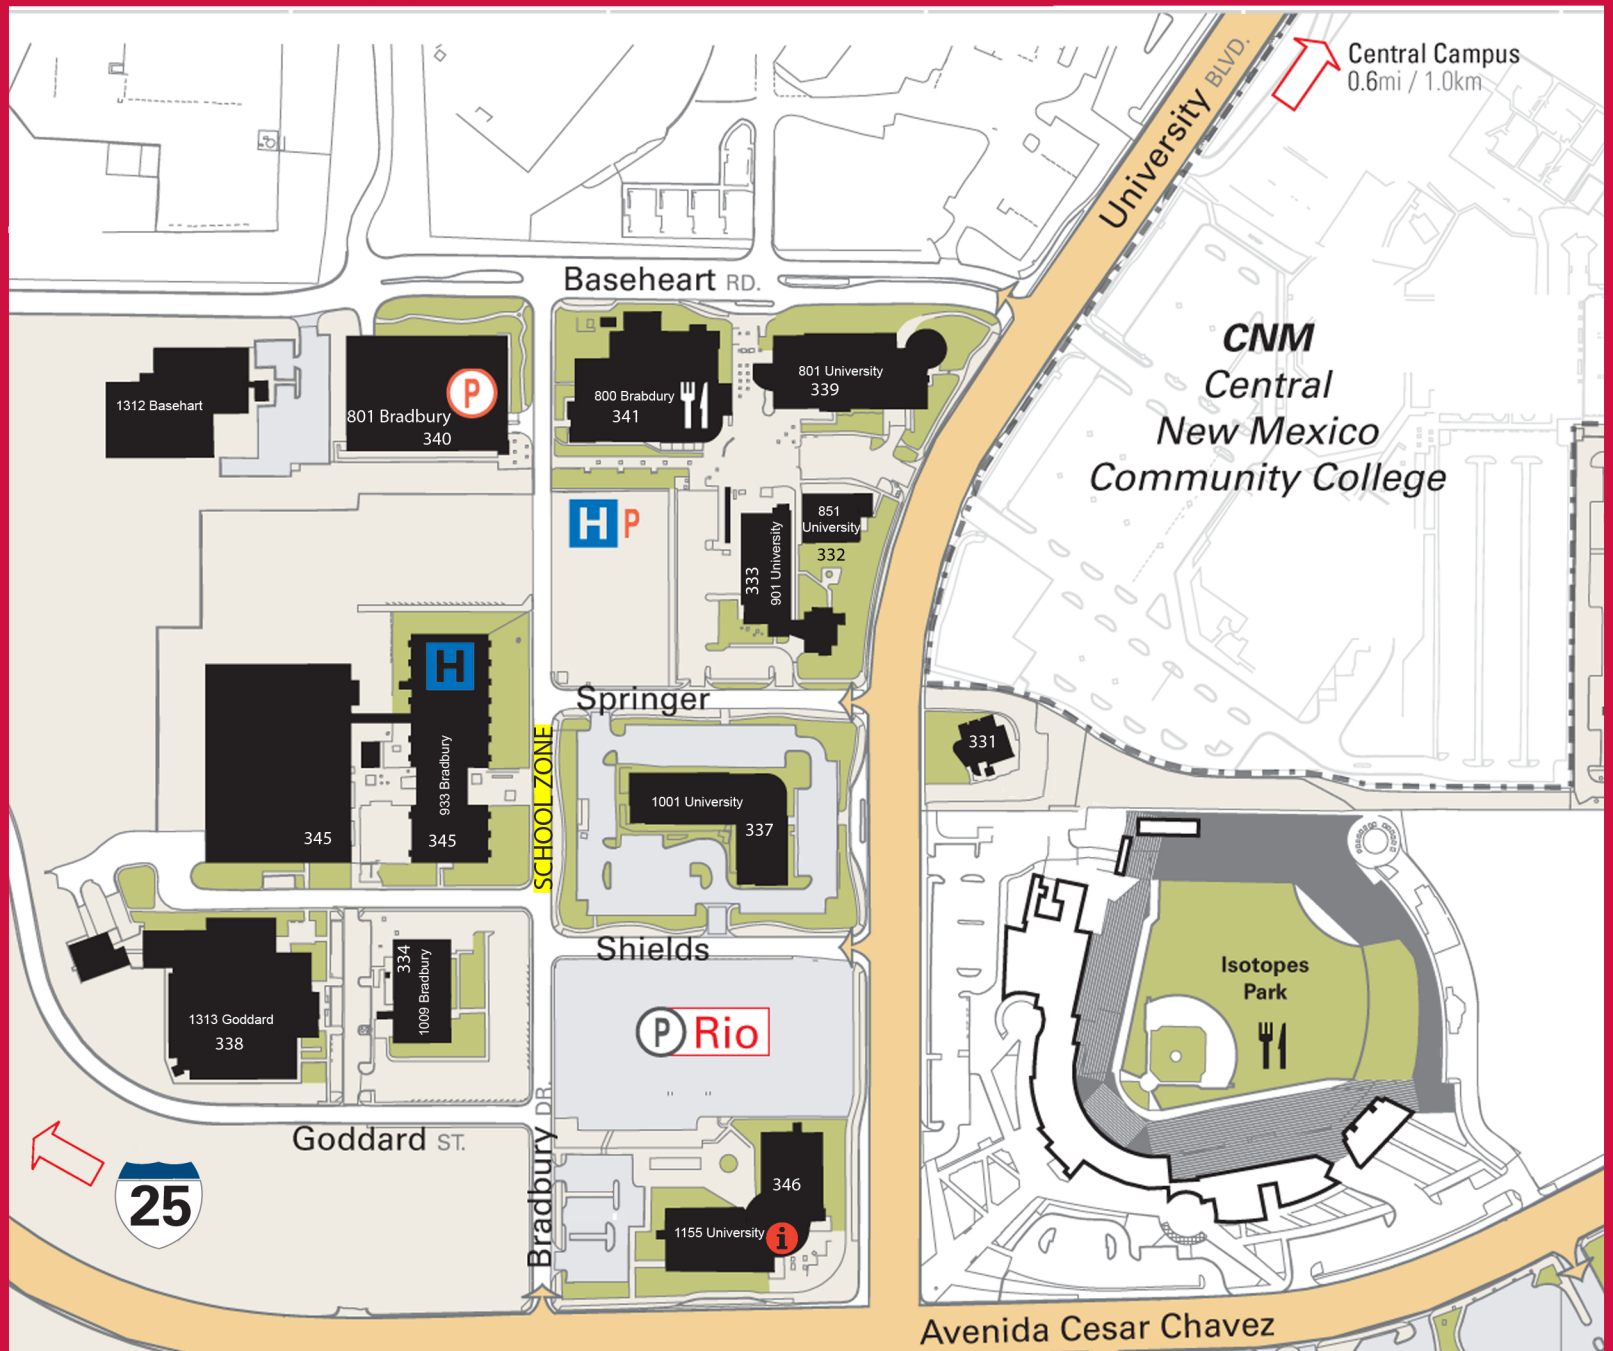 Central Campus
0.6mi / 1.0km
University BLVD.
Baseheart RD.
CNM
Central
New Mexico
Community College
1312 Basehart
801 Bradbury
340
P
800 Brabdury
341
801 University
339
H P
851
University
332
333
901 University
H
933 Bradbury
345
345
Springer
SCHOOL ZONE
331
1001 University
337
Shields
334
1009 Bradbury
1313 Goddard
338
P Rio
Isotopes
Park
Goddard ST.
Bradbury DR.
25
346
1155 University
i
Avenida Cesar Chavez